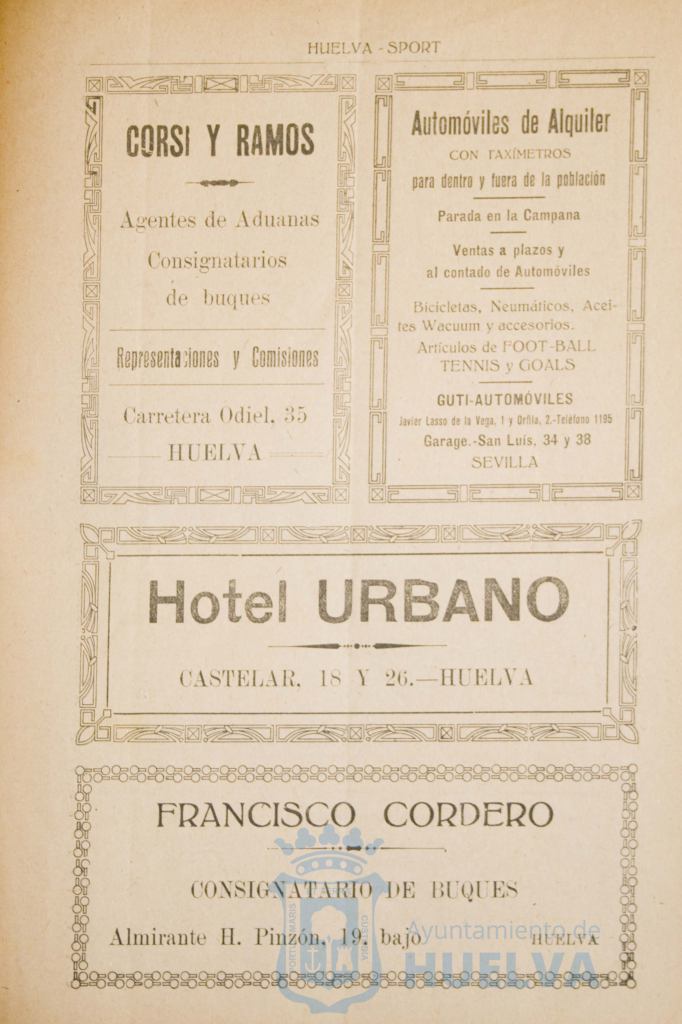 HUELVA - SPORT
CORSI Y RAMOS
Agentes de Aduanas
Consignatarios
de buques
Representaciones y Comisiones
Carretera Odiel, 35
HUELVA
Automóviles de Alquiler
CON TAXÍMETROS
para dentro y fuera de la población
Parada en la Campana
Ventas a plazos y
al contado de Automóviles
Bicicletas, Neumáticos, Acei-
tes Wacuum y accesorios.
Artículos de FOOT-BALL
TENNIS y GOALS
GUTI-AUTOMÓVILES
Javier Lasso de la Vega, 1 y Orfila, 2.-Teléfono 1195
Garage.-San Luis, 34 y 38
SEVILLA
Hotel URBANO
CASTELAR, 18 Y 26.—HUELVA
FRANCISCO CORDERO
CONSIGNATARIO DE BUQUES
Almirante H. Pinzón, 19, bajo HUELVA
Ayuntamiento de
HUELVA